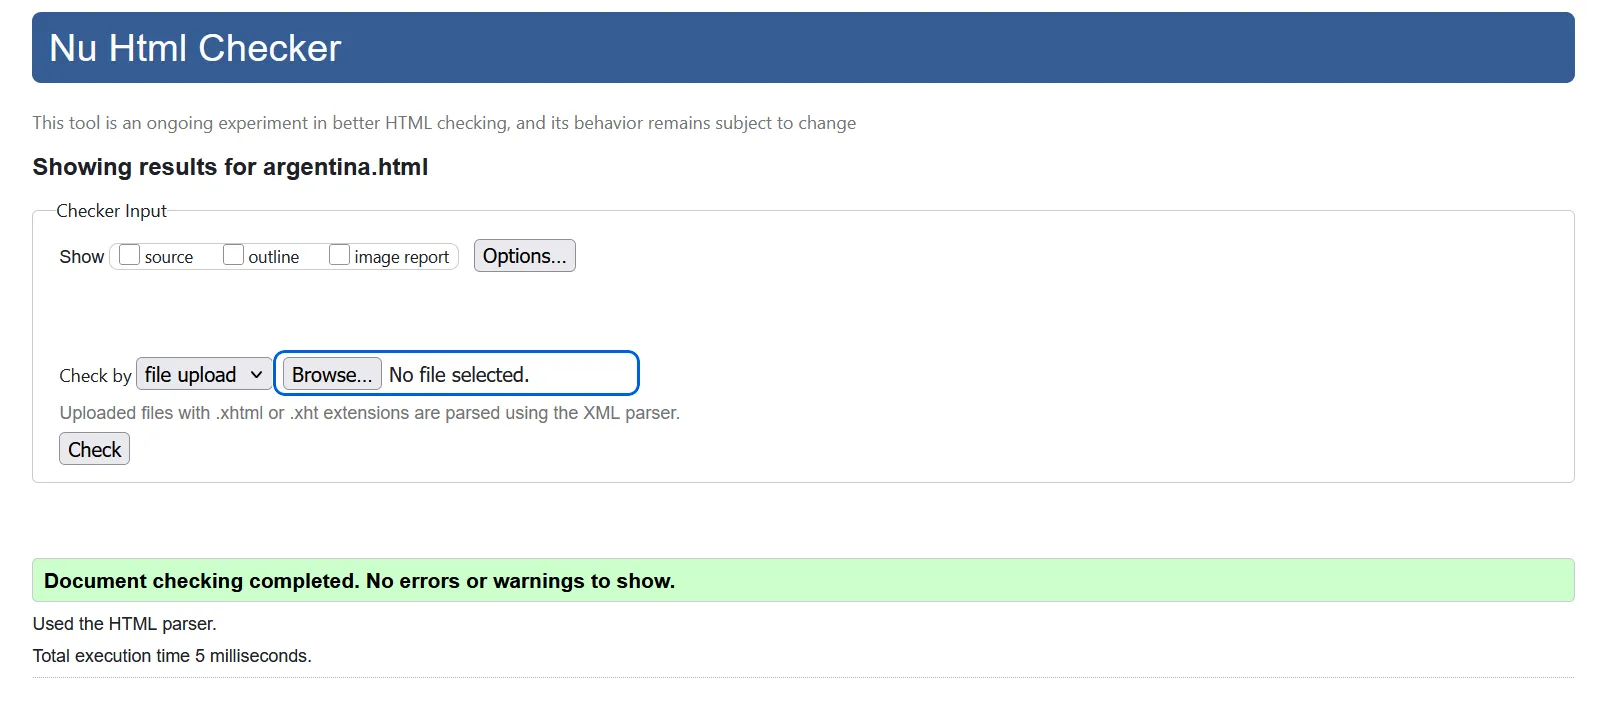 Nu Html Checker
This tool is an ongoing experiment in better HTML checking, and its behavior remains subject to change
Showing results for argentina.html
Checker Input
Show source outline image report Options...
Check by file upload Browse... No file selected.
Uploaded files with .xhtml or .xht extensions are parsed using the XML parser.
Check
Document checking completed. No errors or warnings to show.
Used the HTML parser.
Total execution time 5 milliseconds.